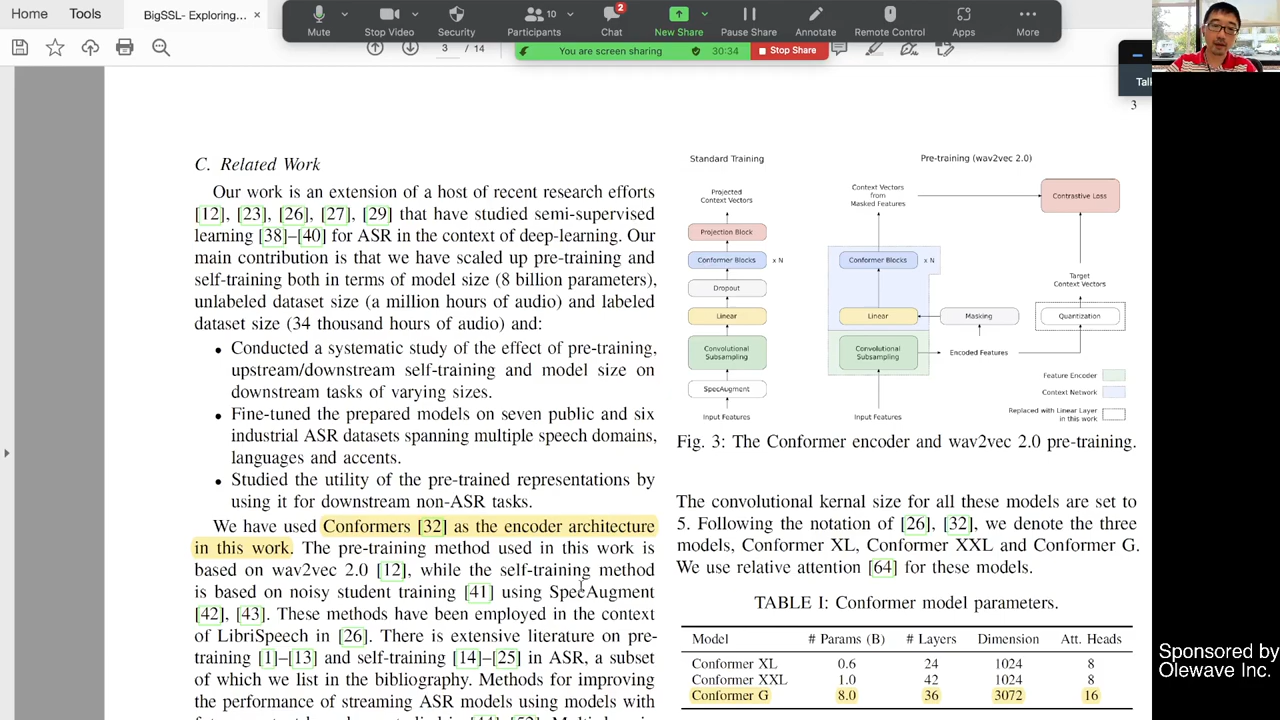 Home
Tools
BigSSL- Exploring...
×
Mute
Stop Video
Security
10
Participants
2
Chat
New Share
Pause Share
Annotate
Remote Control
Apps
More
3 / 14
You are screen sharing
30:34
Stop Share
Tal
3
C. Related Work
Our work is an extension of a host of recent research efforts
[12], [23], [26], [27], [29] that have studied semi-supervised
learning [38]–[40] for ASR in the context of deep-learning. Our
main contribution is that we have scaled up pre-training and
self-training both in terms of model size (8 billion parameters),
unlabeled dataset size (a million hours of audio) and labeled
dataset size (34 thousand hours of audio) and:
• Conducted a systematic study of the effect of pre-training,
upstream/downstream self-training and model size on
downstream tasks of varying sizes.
• Fine-tuned the prepared models on seven public and six
industrial ASR datasets spanning multiple speech domains,
languages and accents.
• Studied the utility of the pre-trained representations by
using it for downstream non-ASR tasks.
We have used Conformers [32] as the encoder architecture
in this work. The pre-training method used in this work is
based on wav2vec 2.0 [12], while the self-training method
is based on noisy student training [41] using SpecAugment
[42], [43]. These methods have been employed in the context
of LibriSpeech in [26]. There is extensive literature on pre-
training [1]–[13] and self-training [14]–[25] in ASR, a subset
of which we list in the bibliography. Methods for improving
the performance of streaming ASR models using models with
Standard Training
Projected
Context Vectors
Projection Block
Conformer Blocks
x N
Dropout
Linear
Convolutional
Subsampling
SpecAugment
Input Features
Pre-training (wav2vec 2.0)
Context Vectors
from
Masked Features
Contrastive Loss
Conformer Blocks
x N
Target
Context Vectors
Linear
Masking
Quantization
Convolutional
Subsampling
Encoded Features
Input Features
Feature Encoder
Context Network
Replaced with Linear Layer
in this work
Fig. 3: The Conformer encoder and wav2vec 2.0 pre-training.
The convolutional kernel size for all these models are set to
5. Following the notation of [26], [32], we denote the three
models, Conformer XL, Conformer XXL and Conformer G.
We use relative attention [64] for these models.
TABLE I: Conformer model parameters.
Model # Params (B) # Layers Dimension Att. Heads
Conformer XL 0.6 24 1024 8
Conformer XXL 1.0 42 1024 8
Conformer G 8.0 36 3072 16
Sponsored by
Olewave Inc.